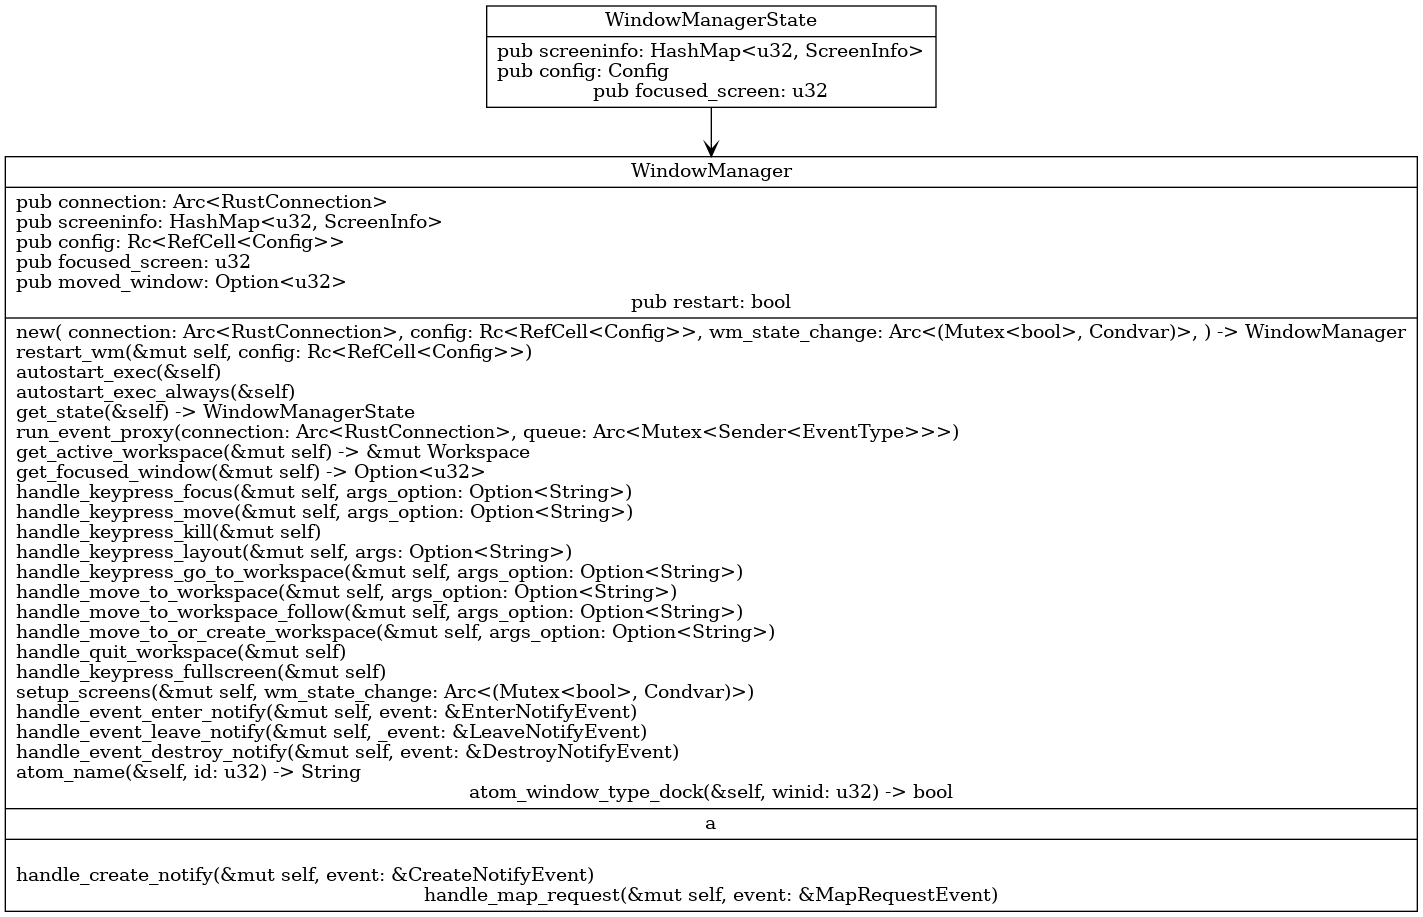 WindowManagerState
pub screeninfo: HashMap<u32, ScreenInfo>
pub config: Config
pub focused_screen: u32
WindowManager
pub connection: Arc<RustConnection>
pub screeninfo: HashMap<u32, ScreenInfo>
pub config: Rc<RefCell<Config>>
pub focused_screen: u32
pub moved_window: Option<u32>
pub restart: bool
new( connection: Arc<RustConnection>, config: Rc<RefCell<Config>>, wm_state_change: Arc<(Mutex<bool>, Condvar)>, ) -> WindowManager
restart_wm(&mut self, config: Rc<RefCell<Config>>)
autostart_exec(&self)
autostart_exec_always(&self)
get_state(&self) -> WindowManagerState
run_event_proxy(connection: Arc<RustConnection>, queue: Arc<Mutex<Sender<EventType>>>)
get_active_workspace(&mut self) -> &mut Workspace
get_focused_window(&mut self) -> Option<u32>
handle_keypress_focus(&mut self, args_option: Option<String>)
handle_keypress_move(&mut self, args_option: Option<String>)
handle_keypress_kill(&mut self)
handle_keypress_layout(&mut self, args: Option<String>)
handle_keypress_go_to_workspace(&mut self, args_option: Option<String>)
handle_move_to_workspace(&mut self, args_option: Option<String>)
handle_move_to_workspace_follow(&mut self, args_option: Option<String>)
handle_move_to_or_create_workspace(&mut self, args_option: Option<String>)
handle_quit_workspace(&mut self)
handle_keypress_fullscreen(&mut self)
setup_screens(&mut self, wm_state_change: Arc<(Mutex<bool>, Condvar)>)
handle_event_enter_notify(&mut self, event: &EnterNotifyEvent)
handle_event_leave_notify(&mut self, _event: &LeaveNotifyEvent)
handle_event_destroy_notify(&mut self, event: &DestroyNotifyEvent)
atom_name(&self, id: u32) -> String
atom_window_type_dock(&self, winid: u32) -> bool
a
handle_create_notify(&mut self, event: &CreateNotifyEvent)
handle_map_request(&mut self, event: &MapRequestEvent)